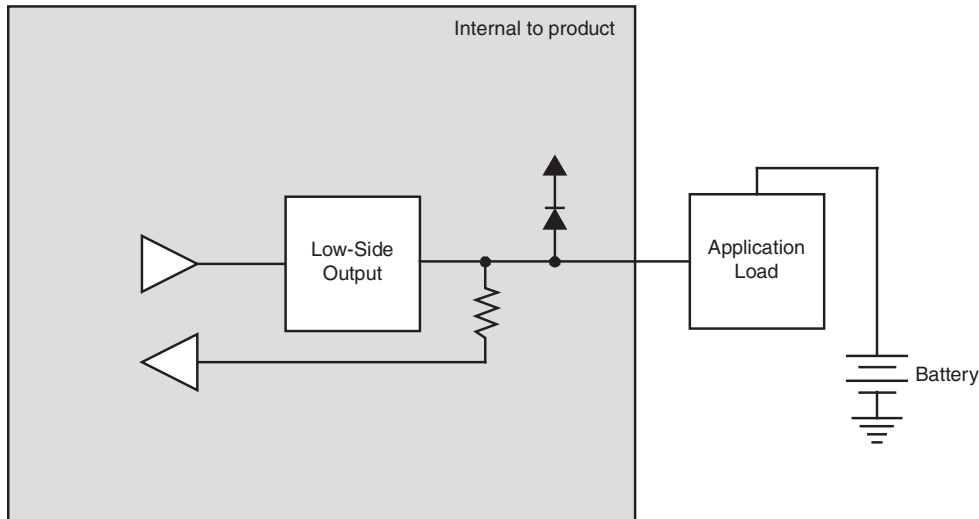 Internal to product
Low-Side
Output
Application
Load
Battery